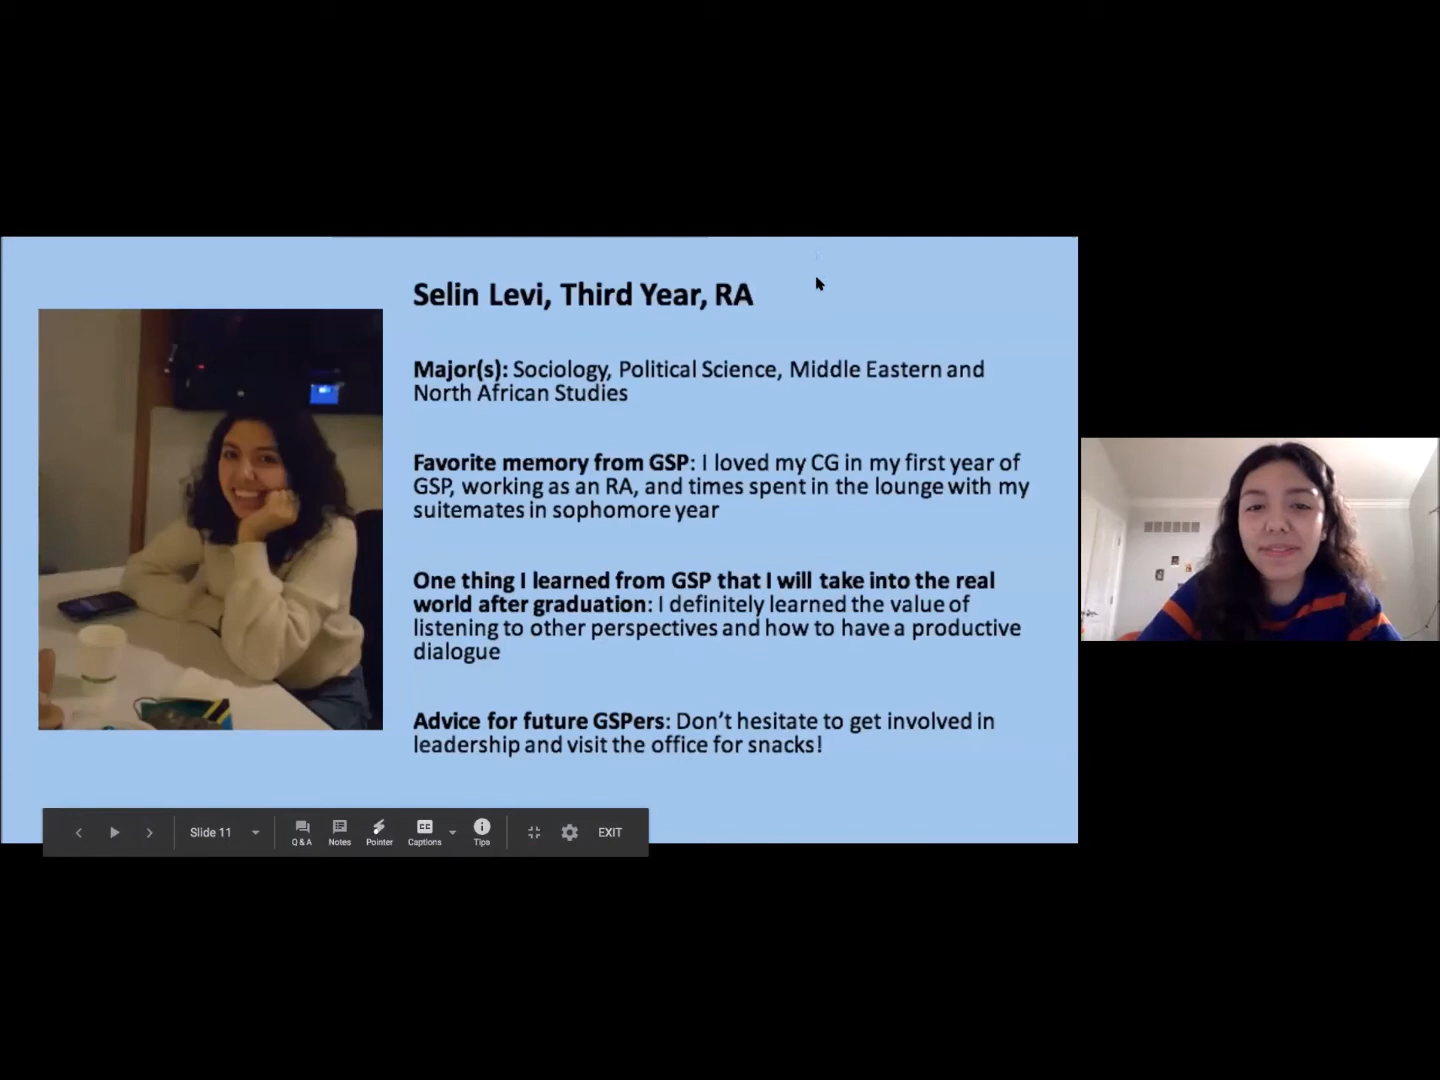 Selin Levi, Third Year, RA
Major(s): Sociology, Political Science, Middle Eastern and
North African Studies
Favorite memory from GSP: I loved my CG in my first year of
GSP, working as an RA, and times spent in the lounge with my
suitemates in sophomore year
One thing I learned from GSP that I will take into the real
world after graduation: I definitely learned the value of
listening to other perspectives and how to have a productive
dialogue
Advice for future GSPers: Don't hesitate to get involved in
leadership and visit the office for snacks!
Slide 11
Q & A
Notes
Pointer
CC
Captions
Tips
EXIT